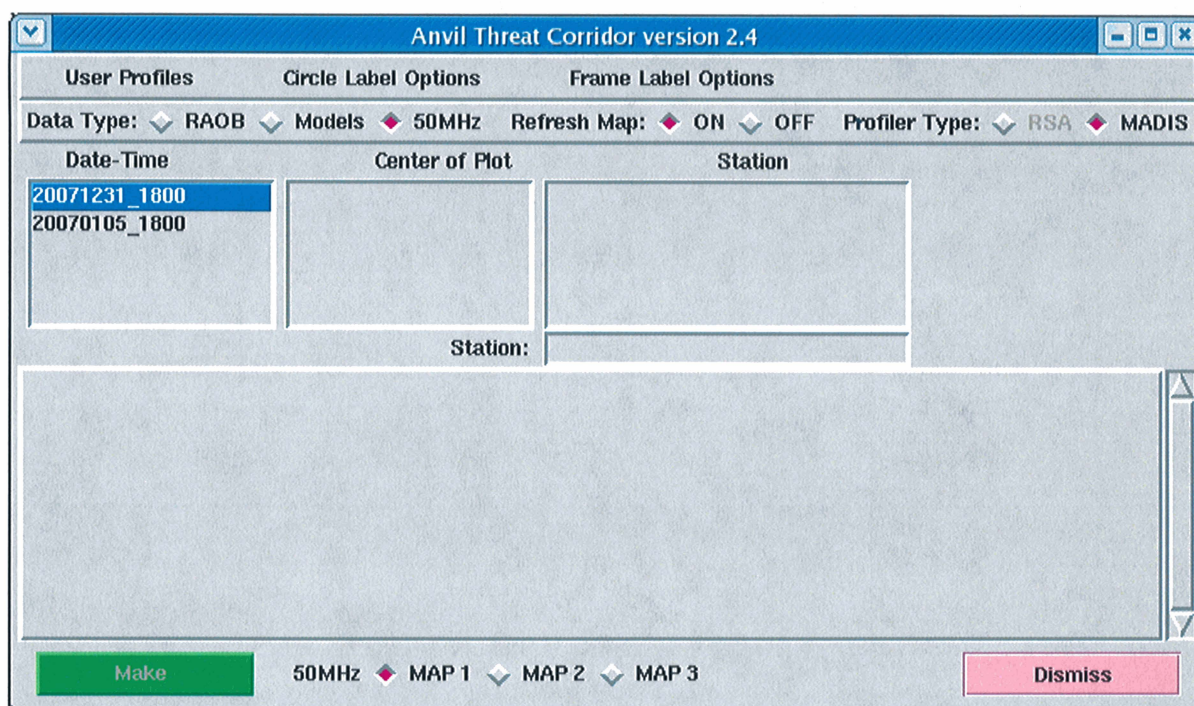 Anvil Threat Corridor version 2.4
User Profiles Circle Label Options Frame Label Options
Data Type: RAOB Models 50MHz Refresh Map: ON OFF Profiler Type: RSA MADIS
Date-Time Center of Plot Station
20071231_1800
20070105_1800
Station:
Make 50MHz MAP 1 MAP 2 MAP 3 Dismiss